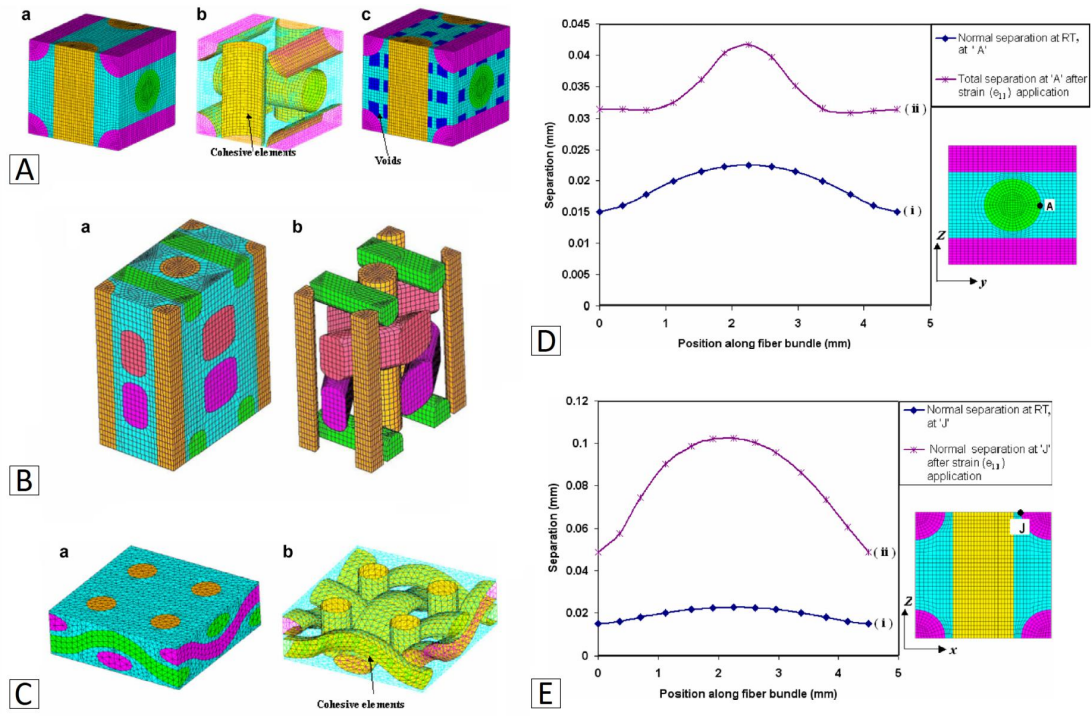 a
b
c
Cohesive elements
Voids
A
a
b
B
a
b
Cohesive elements
C
0.045
0.04
0.035
0.03
0.025
0.02
0.015
0.01
0.005
0
Separation (mm)
0
1
2
3
4
5
Position along fiber bundle (mm)
(ii)
(i)
Normal separation at RT,
at ' A'
Total separation at 'A' after
strain (e11) application
A
Z
y
D
0.12
0.1
0.08
0.06
0.04
0.02
0
Separation (mm)
0
1
2
3
4
5
Position along fiber bundle (mm)
(ii)
(i)
Normal separation at RT,
at 'J'
Normal separation at 'J'
after strain (e11)
application
J
Z
x
E